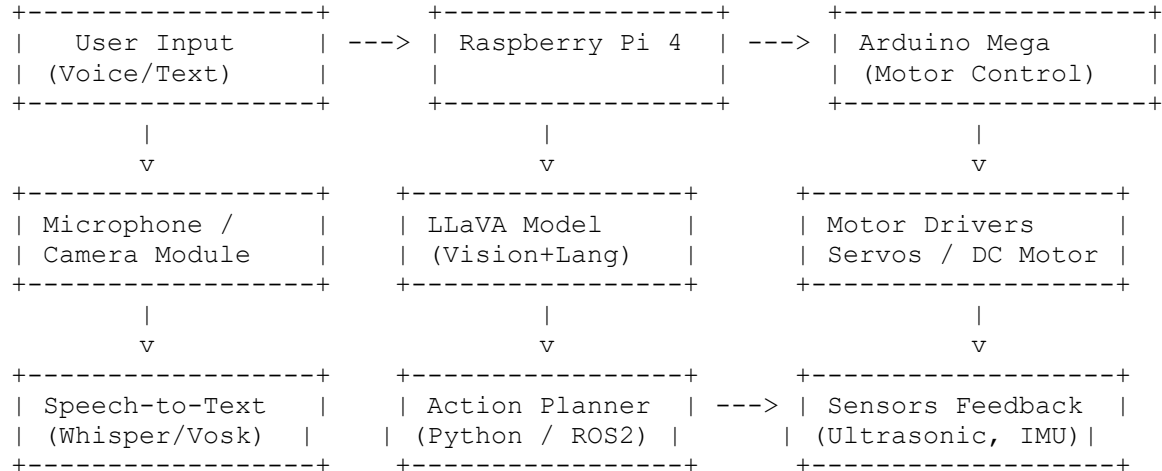 User Input ---> Raspberry Pi 4 ---> Arduino Mega
(Voice/Text) (Motor Control)
v v v
Microphone / LLaVA Model Motor Drivers
Camera Module (Vision+Lang) Servos / DC Motor
v v v
Speech-to-Text Action Planner ---> Sensors Feedback
(Whisper/Vosk) (Python / ROS2) (Ultrasonic, IMU)